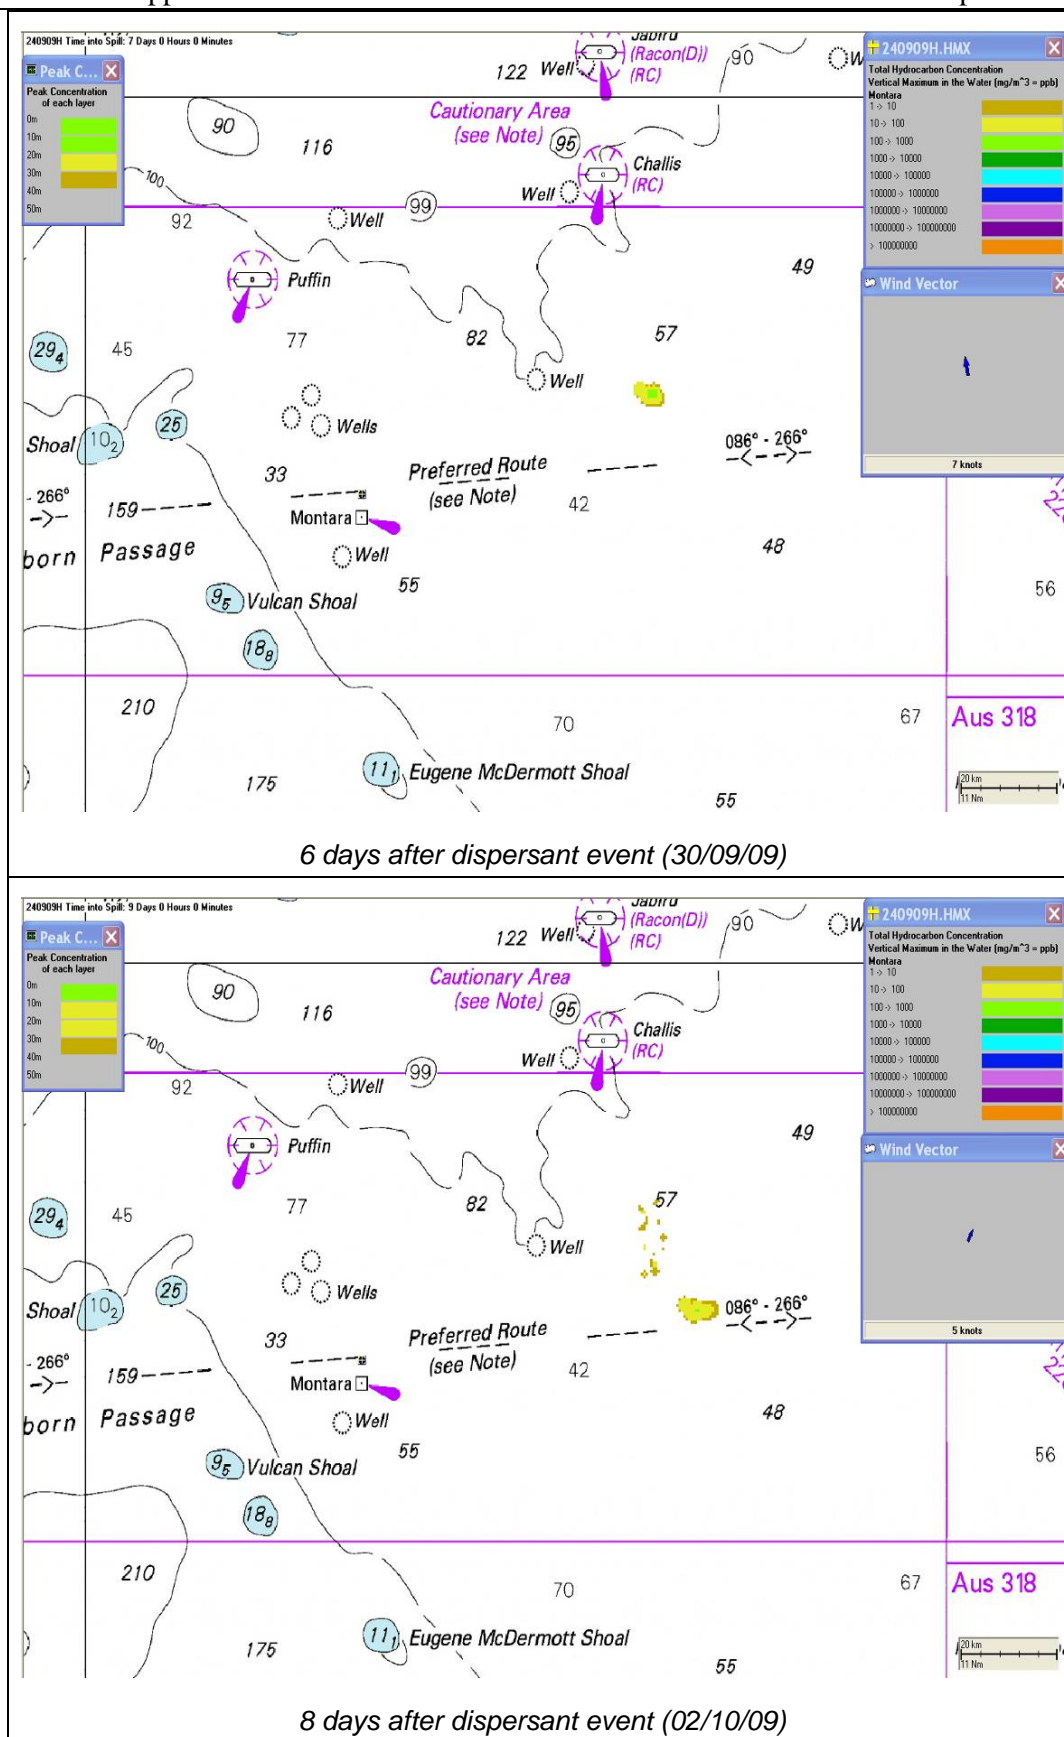 240909H Time into Spill: 7 Days 0 Hours 0 Minutes
Peak C...
Peak Concentration
of each layer
0m
10m
20m
30m
40m
50m
240909H.HMX
Total Hydrocarbon Concentration
Vertical Maximum in the Water (mg/m^3 = ppb)
Montara
1 -> 10
10 -> 100
100 -> 1000
1000 -> 10000
10000 -> 100000
100000 -> 1000000
1000000 -> 10000000
10000000 -> 100000000
> 100000000
Wind Vector
7 knots
Jabiru
(Racon(D))
(RC)
122 Well
90
W
Cautionary Area
(see Note)
95
90
116
Challis
(RC)
Well
100
92
Well
99
Puffin
49
77
82
57
29₄
45
Well
25
Wells
Shoal
10₂
33
Preferred Route
(see Note)
086° - 266°
- 266°
159
Montara
42
born Passage
Well
55
48
56
9₅
Vulcan Shoal
18₈
210
70
67
Aus 318
175
11₁
Eugene McDermott Shoal
55
20 km
11 Nm
6 days after dispersant event (30/09/09)
240909H Time into Spill: 9 Days 0 Hours 0 Minutes
Peak C...
Peak Concentration
of each layer
0m
10m
20m
30m
40m
50m
240909H.HMX
Total Hydrocarbon Concentration
Vertical Maximum in the Water (mg/m^3 = ppb)
Montara
1 -> 10
10 -> 100
100 -> 1000
1000 -> 10000
10000 -> 100000
100000 -> 1000000
1000000 -> 10000000
10000000 -> 100000000
> 100000000
Wind Vector
5 knots
Jabiru
(Racon(D))
(RC)
122 Well
90
W
Cautionary Area
(see Note)
95
90
116
Challis
(RC)
Well
100
92
Well
99
Puffin
49
77
82
57
29₄
45
Well
25
Wells
Shoal
10₂
33
Preferred Route
(see Note)
086° - 266°
- 266°
159
Montara
42
born Passage
Well
55
48
56
9₅
Vulcan Shoal
18₈
210
70
67
Aus 318
175
11₁
Eugene McDermott Shoal
55
20 km
11 Nm
8 days after dispersant event (02/10/09)